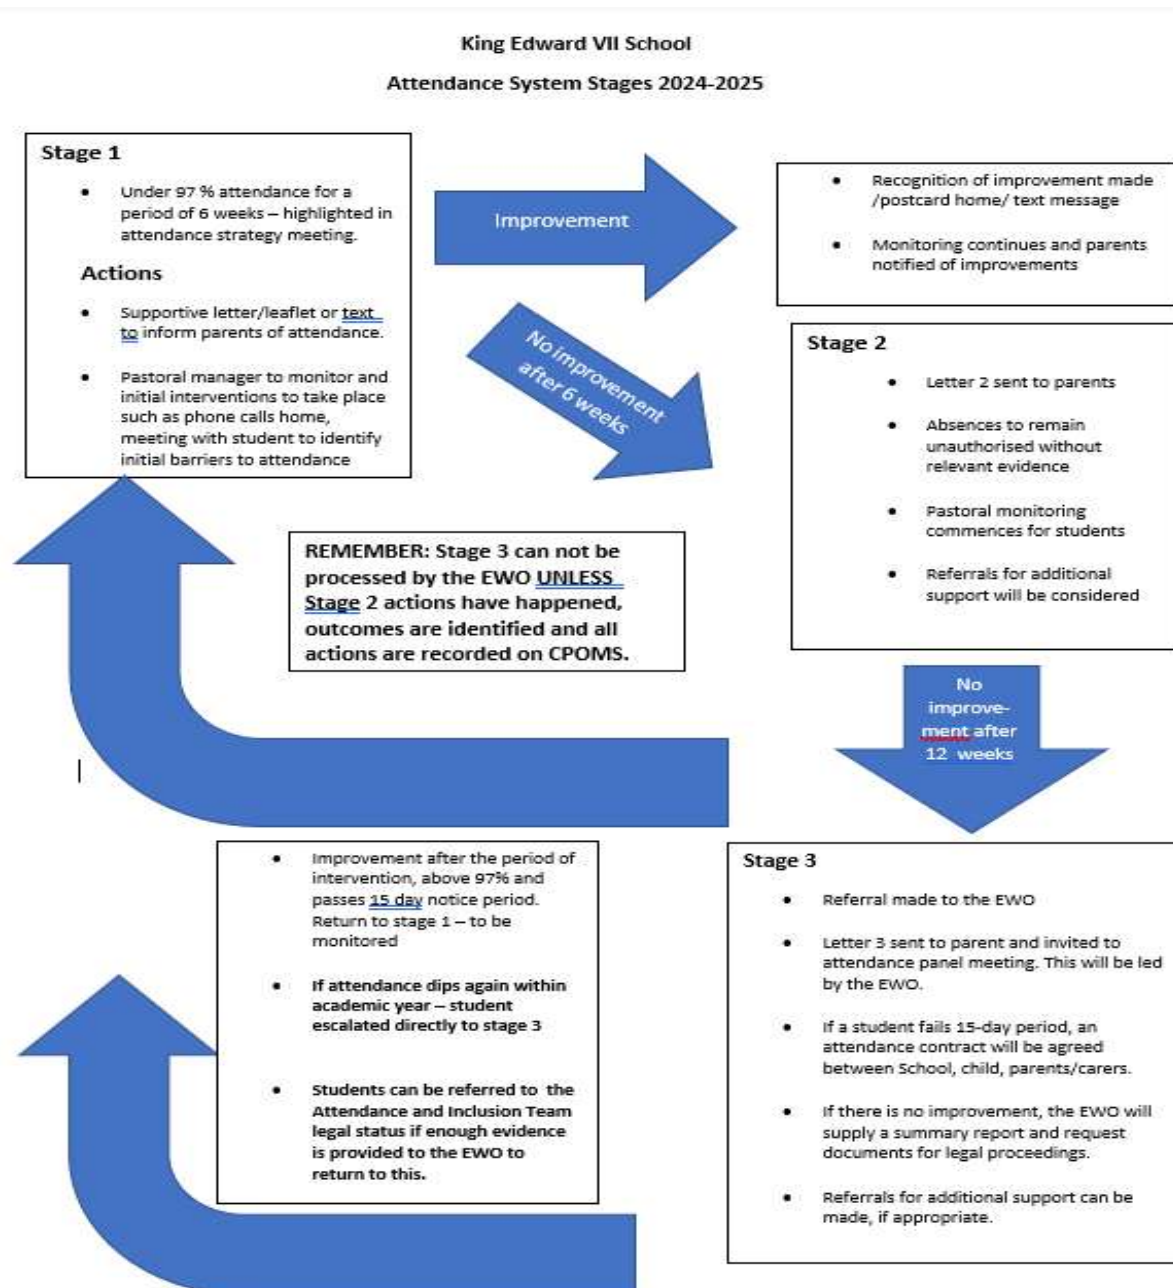 King Edward VII School
Attendance System Stages 2024-2025
Stage 1
• Under 97 % attendance for a
period of 6 weeks – highlighted in
attendance strategy meeting.
Actions
• Supportive letter/leaflet or text
to inform parents of attendance.
• Pastoral manager to monitor and
initial interventions to take place
such as phone calls home,
meeting with student to identify
initial barriers to attendance
Improvement
• Recognition of improvement made
/postcard home/ text message
• Monitoring continues and parents
notified of improvements
No improvement
after 6 weeks
Stage 2
• Letter 2 sent to parents
• Absences to remain
unauthorised without
relevant evidence
• Pastoral monitoring
commences for students
• Referrals for additional
support will be considered
REMEMBER: Stage 3 can not be
processed by the EWO UNLESS
Stage 2 actions have happened,
outcomes are identified and all
actions are recorded on CPOMS.
No
improve-
ment after
12 weeks
• Improvement after the period of
intervention, above 97% and
passes 15 day notice period.
Return to stage 1 – to be
monitored
• If attendance dips again within
academic year – student
escalated directly to stage 3
• Students can be referred to the
Attendance and Inclusion Team
legal status if enough evidence
is provided to the EWO to
return to this.
Stage 3
• Referral made to the EWO
• Letter 3 sent to parent and invited to
attendance panel meeting. This will be led
by the EWO.
• If a student fails 15-day period, an
attendance contract will be agreed
between School, child, parents/carers.
• If there is no improvement, the EWO will
supply a summary report and request
documents for legal proceedings.
• Referrals for additional support can be
made, if appropriate.